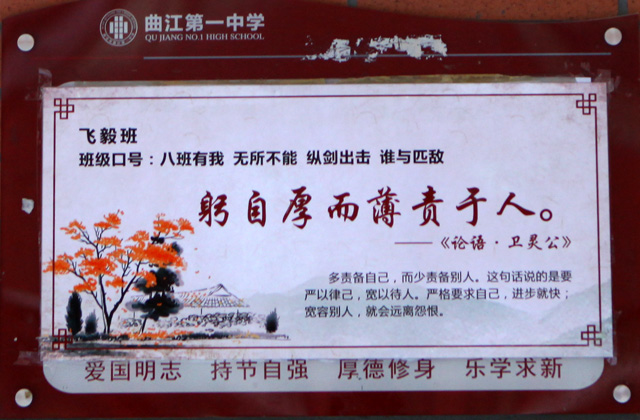 曲江第一中学
QU JIANG NO.1 HIGH SCHOOL
飞毅班
班级口号：八班有我 无所不能 纵剑出击 谁与匹敌
躬自厚而薄责于人。
——《论语·卫灵公》
多责备自己，而少责备别人。这句话说的是要
严以律己，宽以待人。严格要求自己，进步就快；
宽容别人，就会远离怨恨。
爱国明志 持节自强 厚德修身 乐学求新